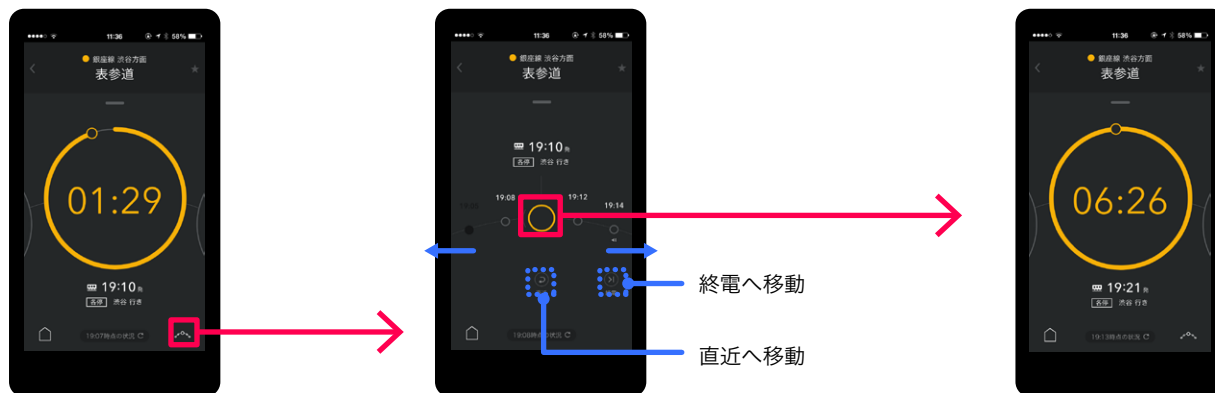 11:36
58%
銀座線 渋谷方面
表参道
01:29
19:10発
各停 渋谷 行き
19:07時点の状況
11:36
58%
銀座線 渋谷方面
表参道
19:10発
各停 渋谷 行き
19:08
19:12
19:14
19:08時点の状況
終電へ移動
直近へ移動
11:36
58%
銀座線 渋谷方面
表参道
06:26
19:21発
各停 渋谷 行き
19:13時点の状況